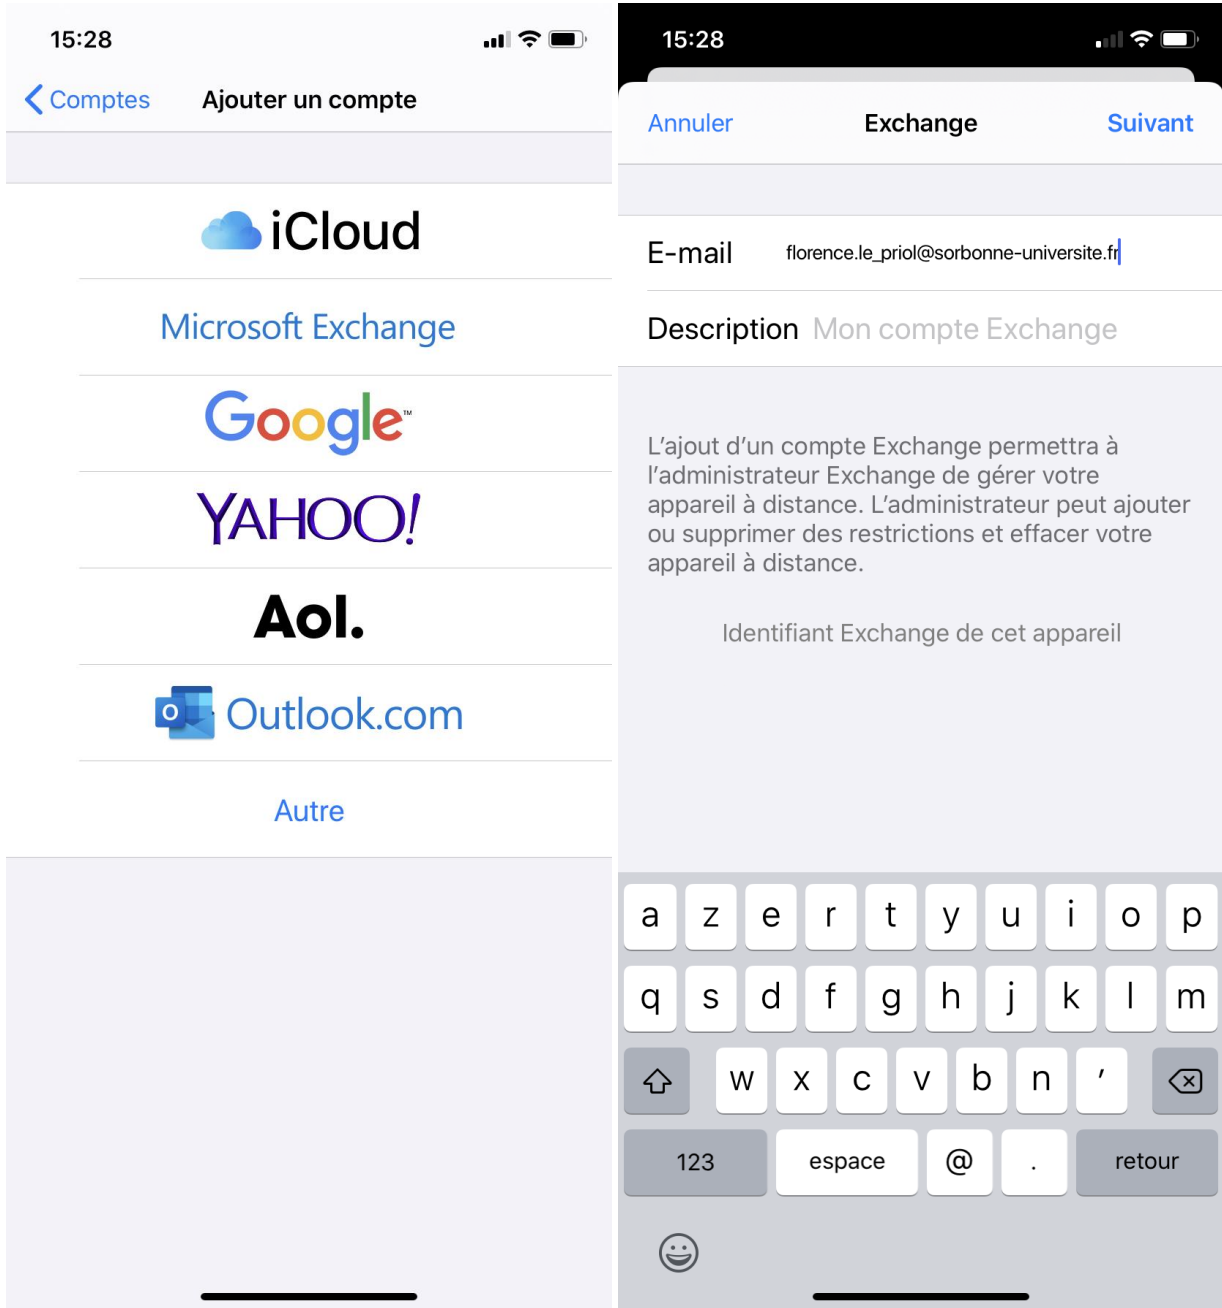 15:28
Comptes
Ajouter un compte
iCloud
Microsoft Exchange
Google™
YAHOO!
Aol.
Outlook.com
Autre
15:28
Annuler
Exchange
Suivant
E-mail
florence.le_priol@sorbonne-universite.fr
Description
Mon compte Exchange
L’ajout d’un compte Exchange permettra à
l’administrateur Exchange de gérer votre
appareil à distance. L’administrateur peut ajouter
ou supprimer des restrictions et effacer votre
appareil à distance.
Identifiant Exchange de cet appareil
a z e r t y u i o p
q s d f g h j k l m
w x c v b n ’
123 espace @ . retour